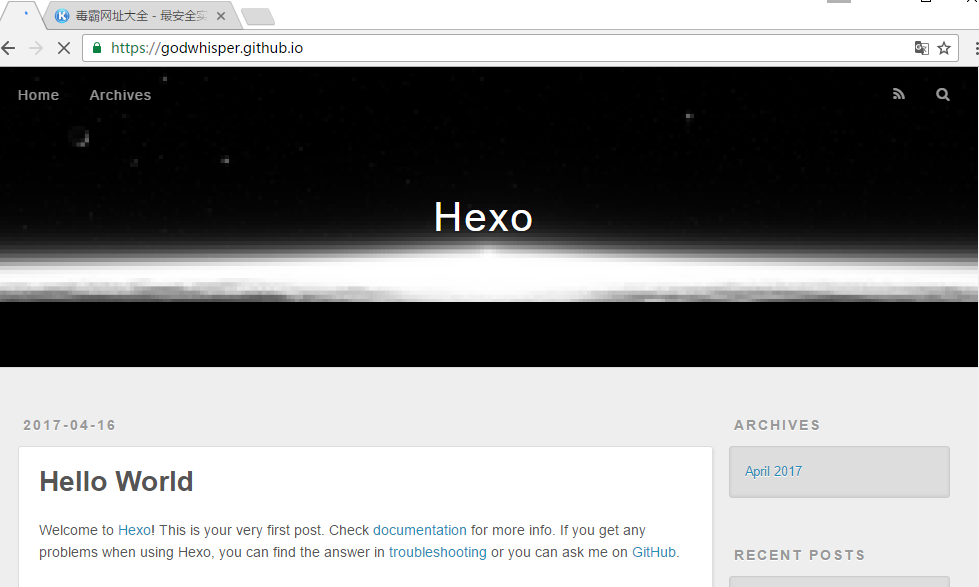 毒霸网址大全 - 最安全实
https://godwhisper.github.io
Home Archives
Hexo
2017-04-16
Hello World
Welcome to Hexo! This is your very first post. Check documentation for more info. If you get any
problems when using Hexo, you can find the answer in troubleshooting or you can ask me on GitHub.
ARCHIVES
April 2017
RECENT POSTS